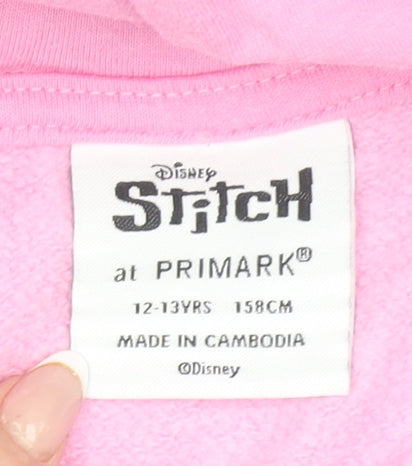 Disney
Stitch
at PRIMARK®
12-13YRS 158CM
MADE IN CAMBODIA
©Disney